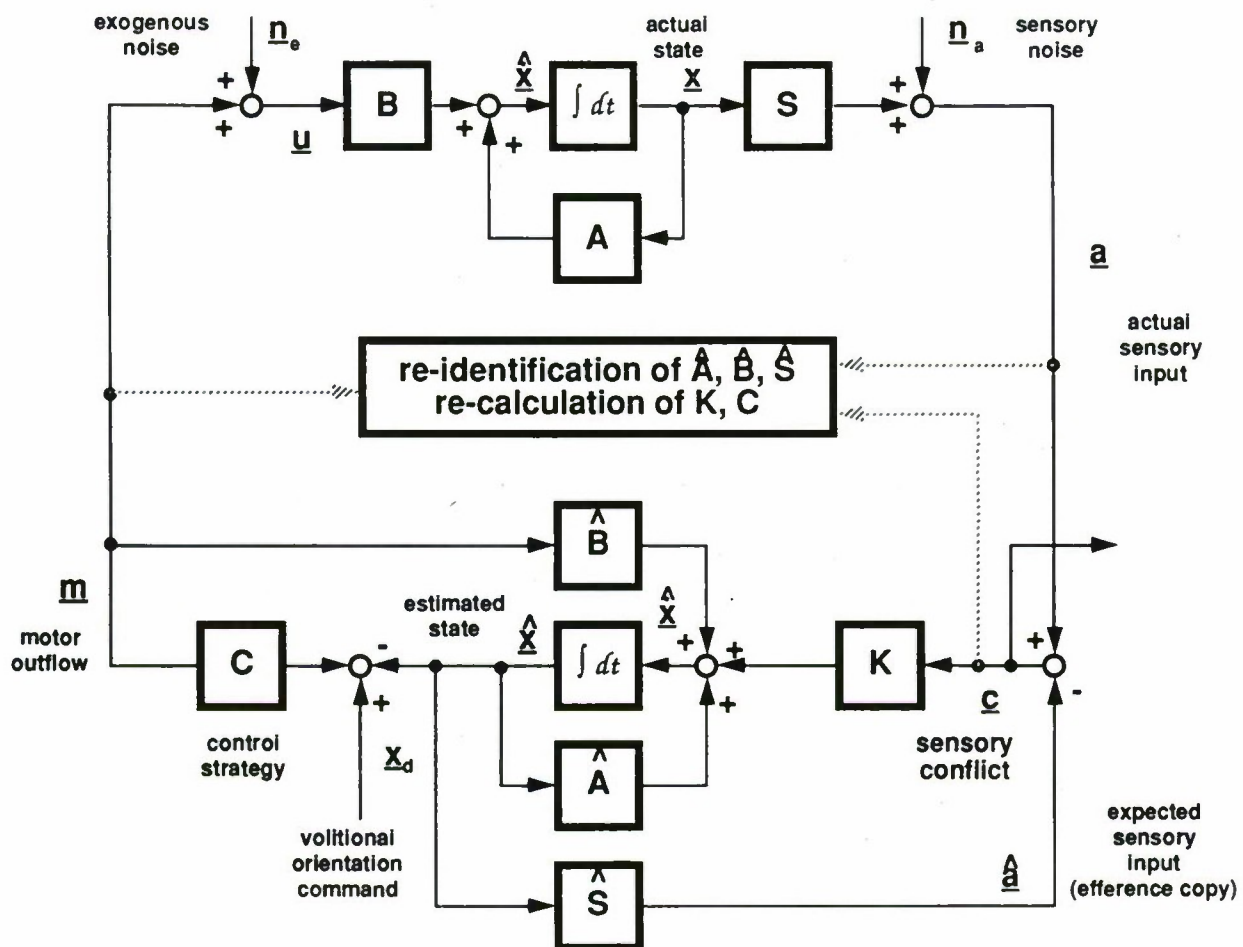 exogenous
noise
n_e
actual
state
n_a
sensory
noise
+
+
u
B
+
+
x̂
∫ dt
x
S
+
+
A
a
actual
sensory
input
re-identification of Â, B̂, Ŝ
re-calculation of K, C
B̂
m
motor
outflow
C
control
strategy
estimated
state
-
+
x_d
volitional
orientation
command
x̂
∫ dt
x̂
+
+
+
K
c
sensory
conflict
+
-
Â
Ŝ
â
expected
sensory
input
(efference copy)